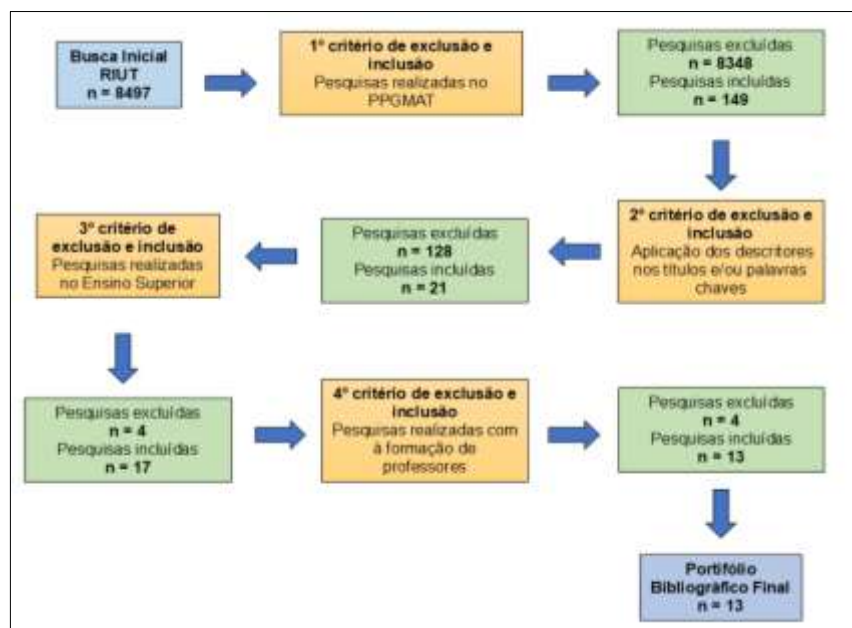 Busca Inicial
RIUT
n = 8497
1º critério de exclusão e
inclusão
Pesquisas realizadas no
PPGMAT
Pesquisas excluídas
n = 8348
Pesquisas incluídas
n = 149
2º critério de exclusão e
inclusão
Aplicação dos descritores
nos títulos e/ou palavras
chaves
Pesquisas excluídas
n = 128
Pesquisas incluídas
n = 21
3º critério de
exclusão e inclusão
Pesquisas realizadas
no Ensino Superior
Pesquisas excluídas
n = 4
Pesquisas incluídas
n = 17
4º critério de exclusão e
inclusão
Pesquisas realizadas com
à formação de
professores
Pesquisas excluídas
n = 4
Pesquisas incluídas
n = 13
Portifólio
Bibliográfico Final
n = 13